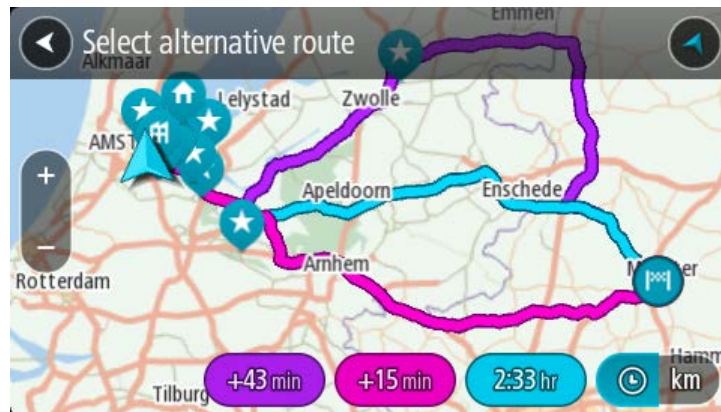 Emmen
Select alternative route
Alkmaar
Lelystad
Zwolle
AMST
+
Apeldoorn
Enschede
−
Arnhem
Rotterdam
+43 min
+15 min
2:33 hr
km
Hamm
Tilburg